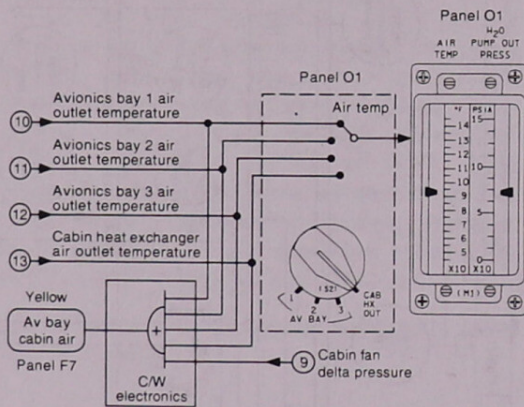 Panel O1
H2O
AIR PUMP OUT
TEMP PRESS
Panel O1
Air temp
10 Avionics bay 1 air
outlet temperature
11 Avionics bay 2 air
outlet temperature
12 Avionics bay 3 air
outlet temperature
13 Cabin heat exchanger
air outlet temperature
°F PSIA
15
14
13
12
11
10
9
8
7
6
5
X10
15
10
5
0
X10
(M1)
S21
1
2
3
AV BAY
CAB
HX
OUT
Yellow
Av bay
cabin air
Panel F7
+
C/W
electronics
9 Cabin fan
delta pressure